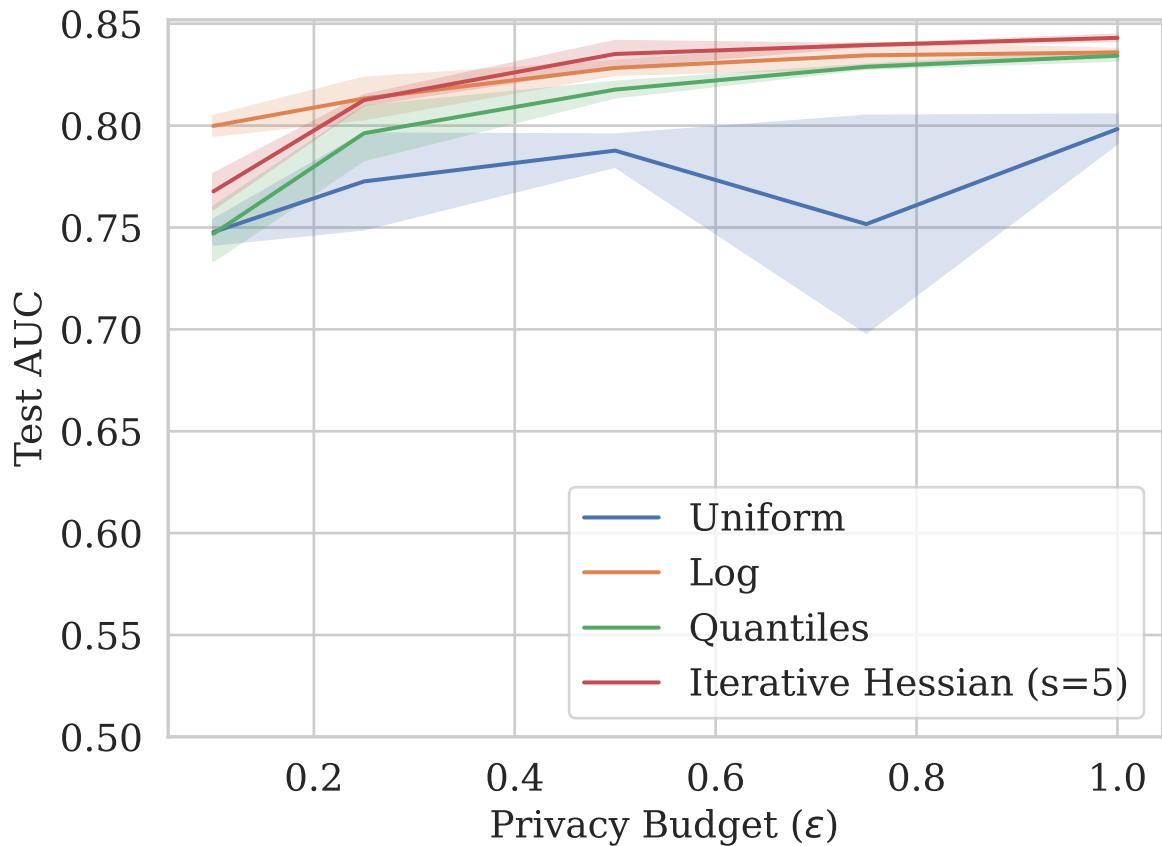 0.85
0.80
0.75
0.70
0.65
0.60
0.55
0.50
Test AUC
Uniform
Log
Quantiles
Iterative Hessian (s=5)
0.2 0.4 0.6 0.8 1.0
Privacy Budget (ε)